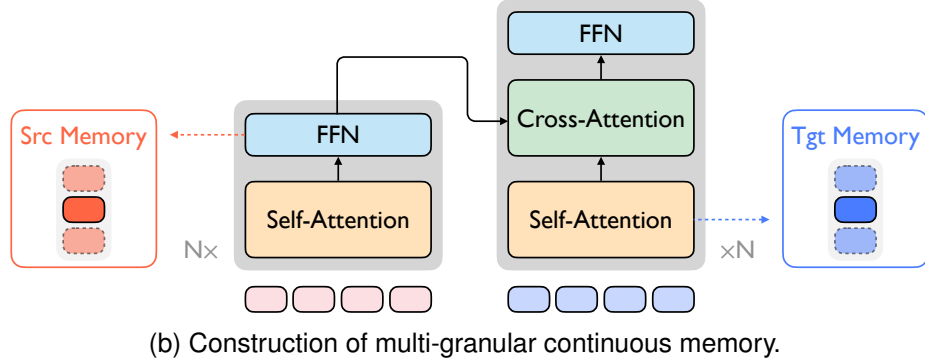 FFN
Cross-Attention
Src Memory
FFN
Tgt Memory
Self-Attention
Self-Attention
N×
×N
(b) Construction of multi-granular continuous memory.